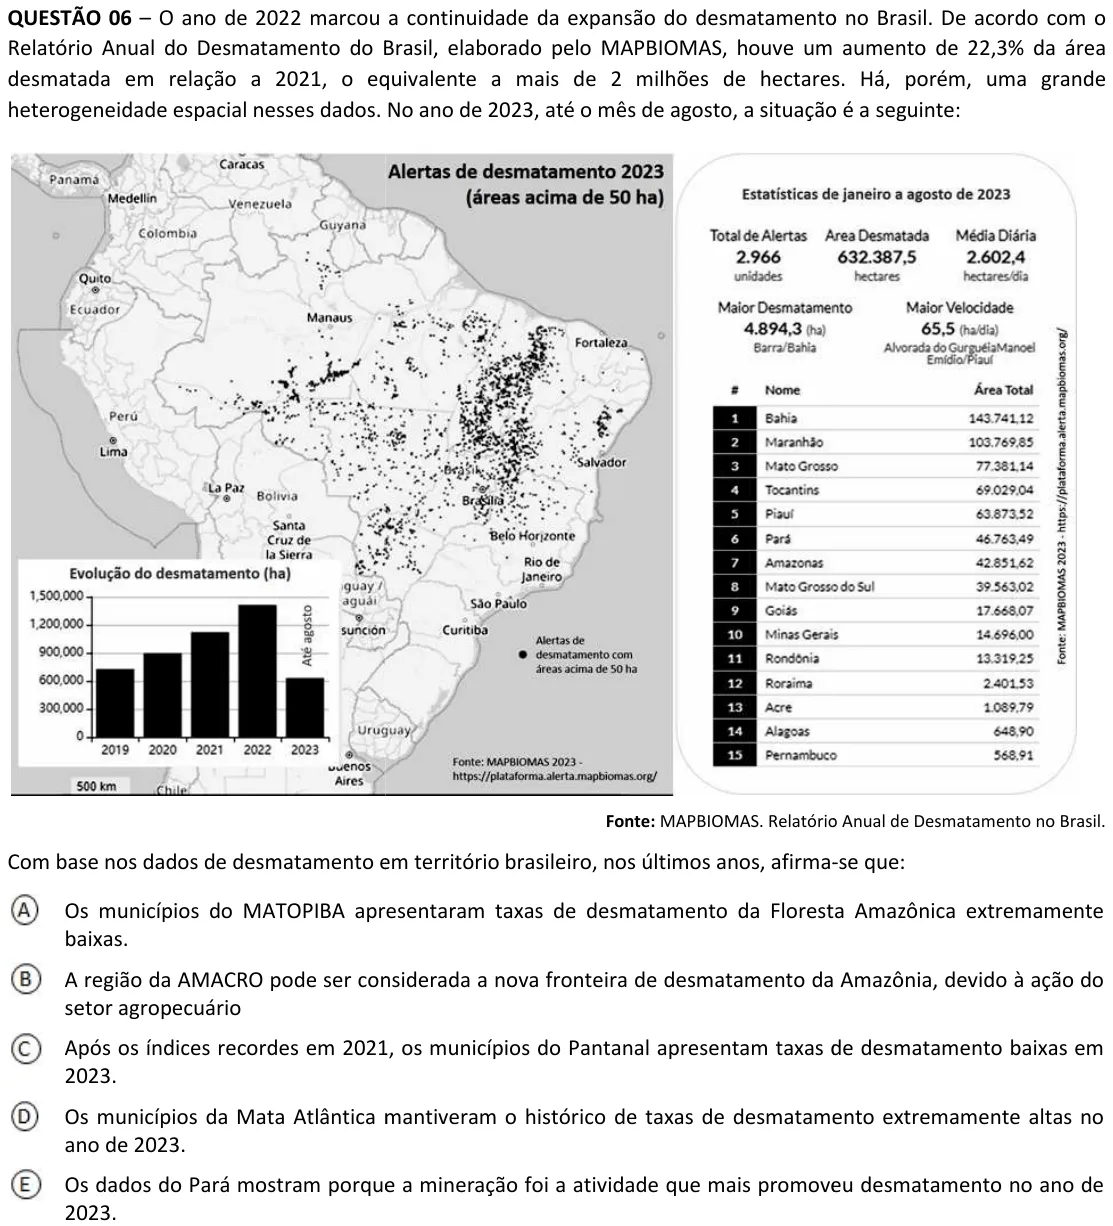 QUESTÃO 06 – O ano de 2022 marcou a continuidade da expansão do desmatamento no Brasil. De acordo com o
Relatório Anual do Desmatamento do Brasil, elaborado pelo MAPBIOMAS, houve um aumento de 22,3% da área
desmatada em relação a 2021, o equivalente a mais de 2 milhões de hectares. Há, porém, uma grande
heterogeneidade espacial nesses dados. No ano de 2023, até o mês de agosto, a situação é a seguinte:
Alertas de desmatamento 2023
(áreas acima de 50 ha)
Caracas
Panamá
Medellín
Venezuela
Guyana
Colombia
Quito
Ecuador
Manaus
Fortaleza
Perú
Lima
Salvador
Brasil
La Paz
Bolivia
Brasília
Santa
Cruz de
la Sierra
Belo Horizonte
Rio de
Janeiro
guay /
aguái
São Paulo
sunción
Curitiba
Uruguay
Buenos
Aires
Chile
500 km
Alertas de
desmatamento com
áreas acima de 50 ha
Fonte: MAPBIOMAS 2023 -
https://plataforma.alerta.mapbiomas.org/
Evolução do desmatamento (ha)
1,500,000
1,200,000
900,000
600,000
300,000
0
Até agosto
2019 2020 2021 2022 2023
Estatísticas de janeiro a agosto de 2023
Total de Alertas Area Desmatada Média Diária
2.966 632.387,5 2.602,4
unidades hectares hectares/dia
Maior Desmatamento Maior Velocidade
4.894,3 (ha) 65,5 (ha/dia)
Barra/Bahia Alvorada do GurguéiaManoel
Emídio/Piauí
# Nome Área Total
1 Bahia 143.741,12
2 Maranhão 103.769,85
3 Mato Grosso 77.381,14
4 Tocantins 69.029,04
5 Piauí 63.873,52
6 Pará 46.763,49
7 Amazonas 42.851,62
8 Mato Grosso do Sul 39.563,02
9 Goiás 17.668,07
10 Minas Gerais 14.696,00
11 Rondônia 13.319,25
12 Roraima 2.401,53
13 Acre 1.089,79
14 Alagoas 648,90
15 Pernambuco 568,91
Fonte: MAPBIOMAS 2023 - https://plataforma.alerta.mapbiomas.org/
Fonte: MAPBIOMAS. Relatório Anual de Desmatamento no Brasil.
Com base nos dados de desmatamento em território brasileiro, nos últimos anos, afirma-se que:
A Os municípios do MATOPIBA apresentaram taxas de desmatamento da Floresta Amazônica extremamente
baixas.
B A região da AMACRO pode ser considerada a nova fronteira de desmatamento da Amazônia, devido à ação do
setor agropecuário
C Após os índices recordes em 2021, os municípios do Pantanal apresentam taxas de desmatamento baixas em
2023.
D Os municípios da Mata Atlântica mantiveram o histórico de taxas de desmatamento extremamente altas no
ano de 2023.
E Os dados do Pará mostram porque a mineração foi a atividade que mais promoveu desmatamento no ano de
2023.